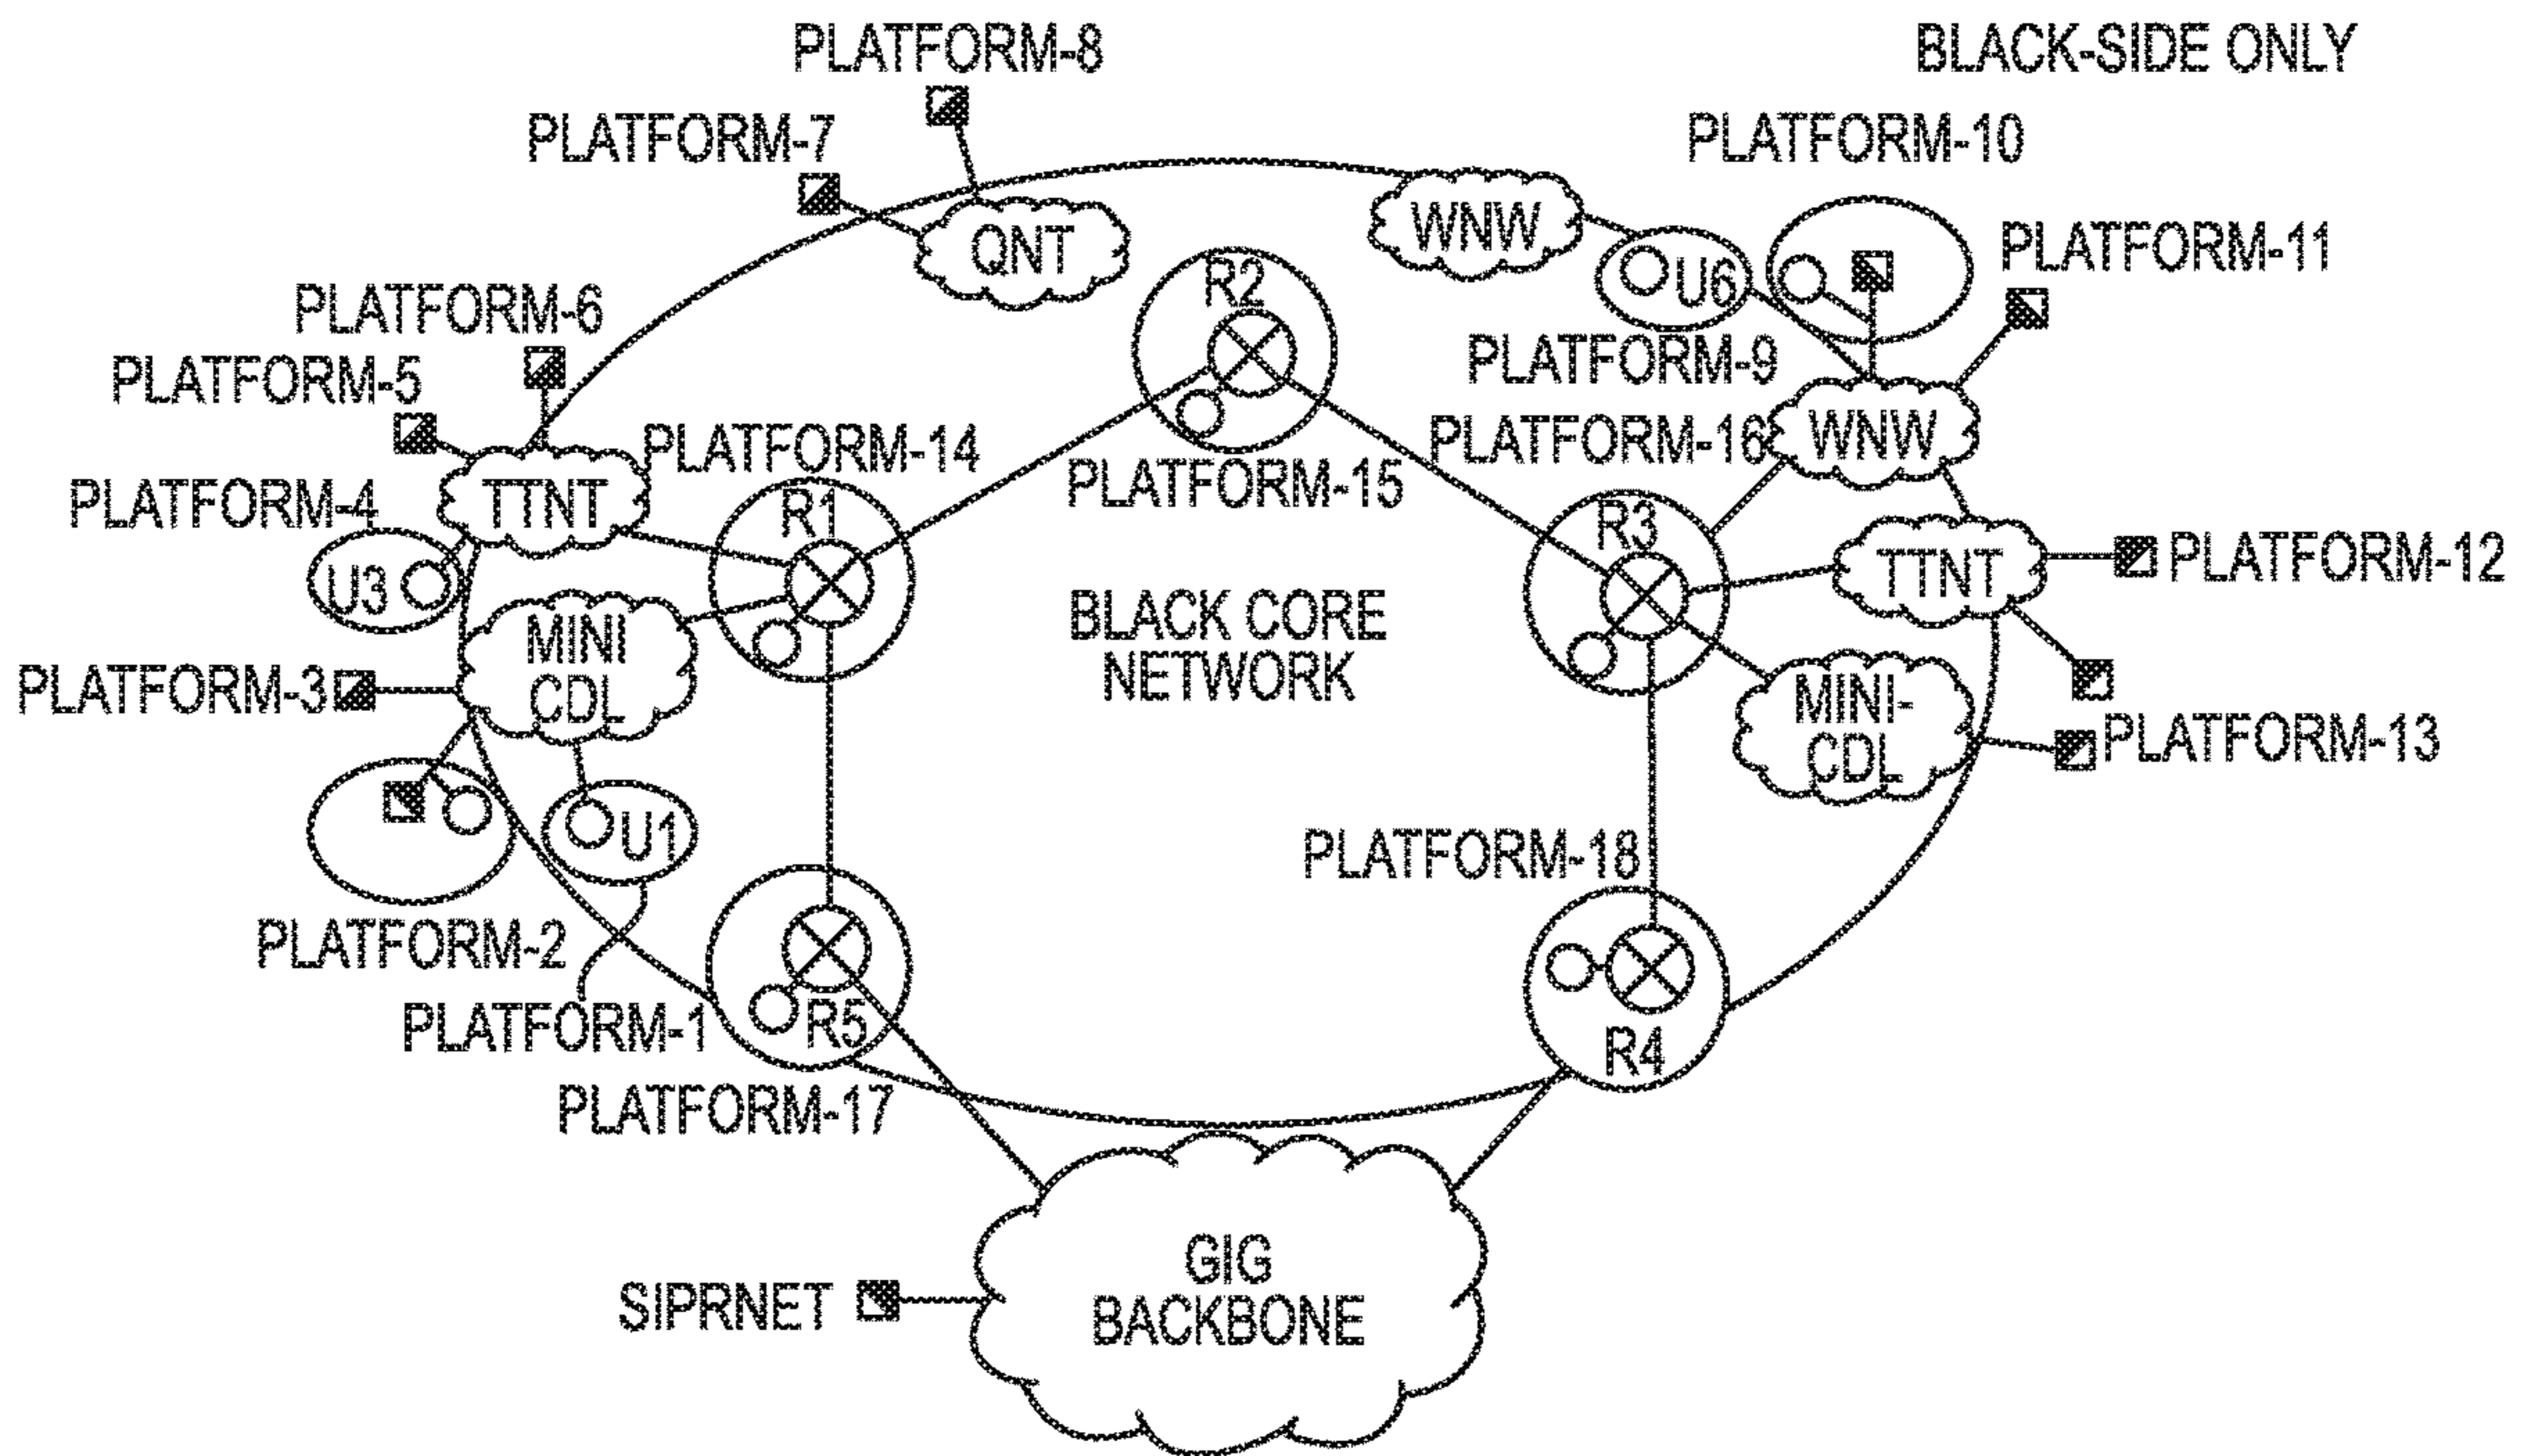 PLATFORM-8
BLACK-SIDE ONLY
PLATFORM-7
PLATFORM-10
WNW
QNT
PLATFORM-11
U6
R2
PLATFORM-6
PLATFORM-5
PLATFORM-9
PLATFORM-14
PLATFORM-16
WNW
PLATFORM-4
TTNT
PLATFORM-15
R1
R3
U3
TTNT
PLATFORM-12
BLACK CORE
NETWORK
MINI
CDL
PLATFORM-3
MINI-
CDL
PLATFORM-13
U1
PLATFORM-18
PLATFORM-2
PLATFORM-1
R5
R4
PLATFORM-17
GIG
BACKBONE
SIPRNET